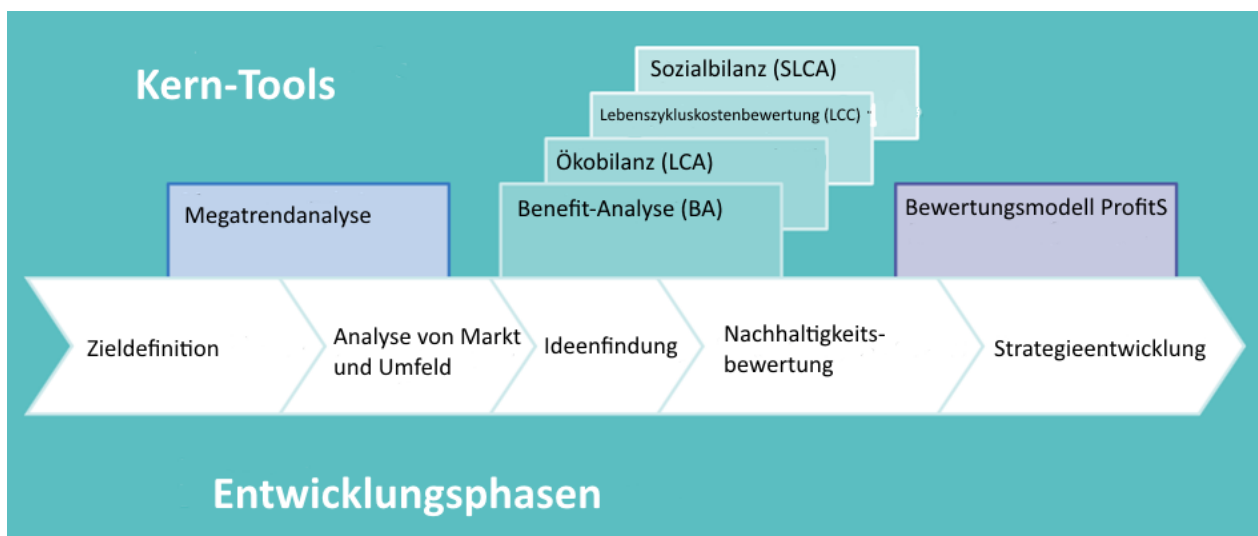 Kern-Tools
Sozialbilanz (SLCA)
Lebenszykluskostenbewertung (LCC)
Ökobilanz (LCA)
Megatrendanalyse
Benefit-Analyse (BA)
Bewertungsmodell ProfitS
Zieldefinition
Analyse von Markt
und Umfeld
Ideenfindung
Nachhaltigkeits-
bewertung
Strategieentwicklung
Entwicklungsphasen